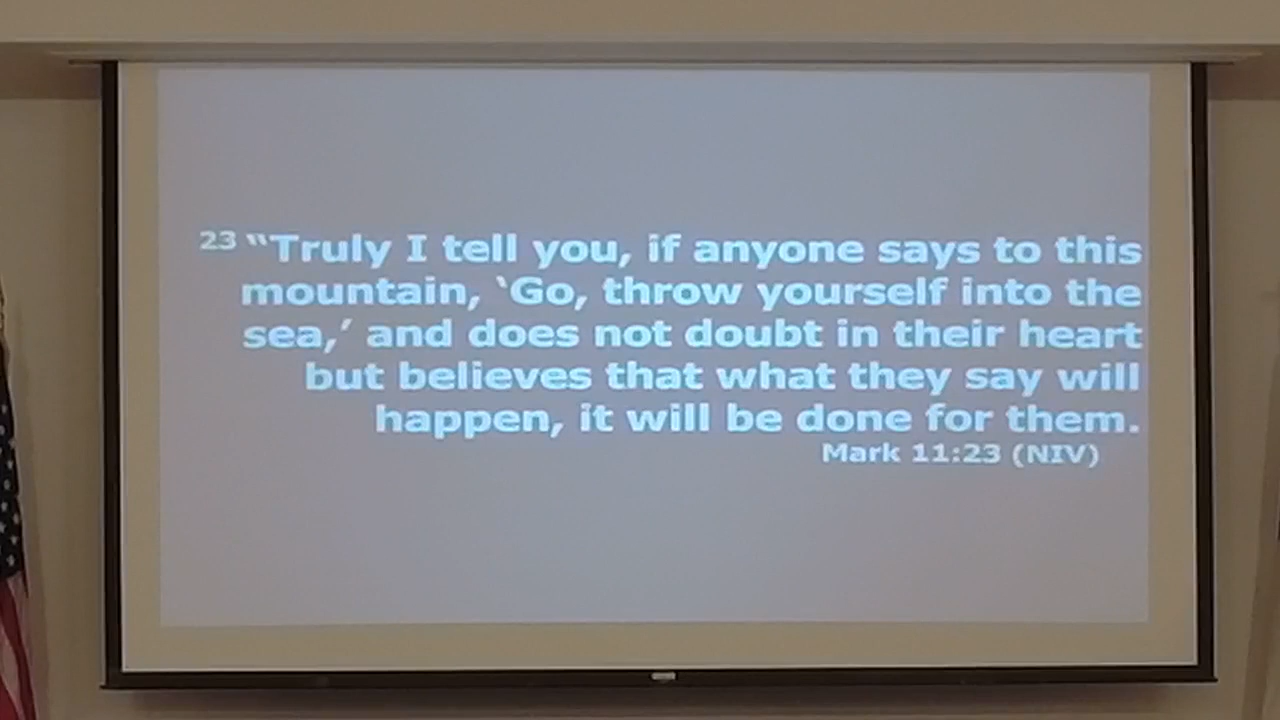 23 “Truly I tell you, if anyone says to this
mountain, ‘Go, throw yourself into the
sea,’ and does not doubt in their heart
but believes that what they say will
happen, it will be done for them.
Mark 11:23 (NIV)